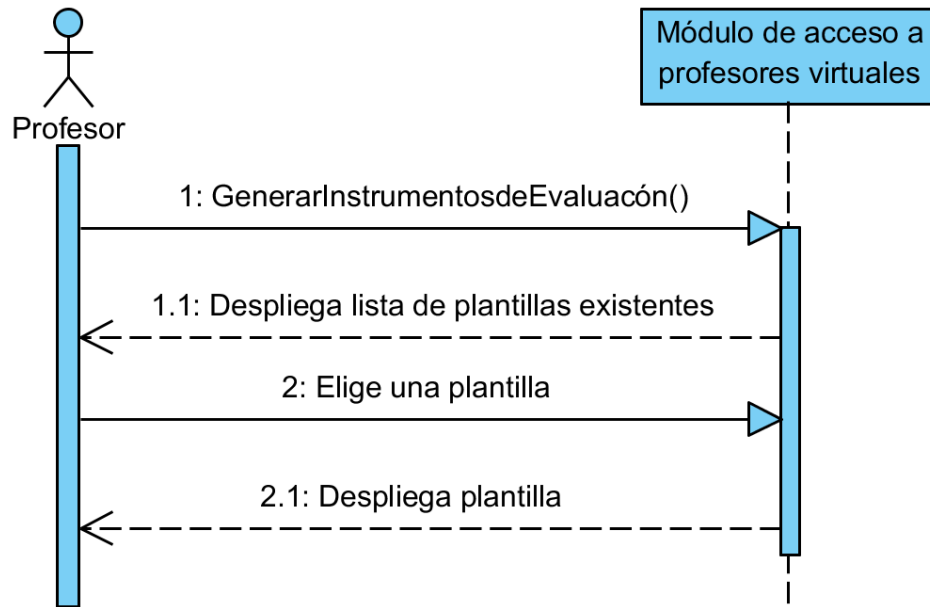 Módulo de acceso a
profesores virtuales
Profesor
1: GenerarInstrumentosdeEvaluacón()
1.1: Despliega lista de plantillas existentes
2: Elige una plantilla
2.1: Despliega plantilla